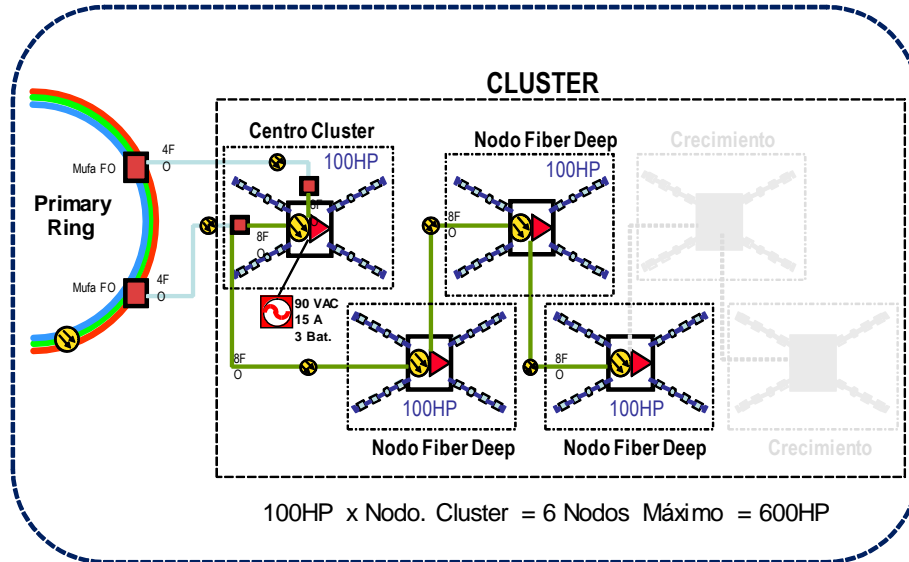 CLUSTER
Centro Cluster
Nodo Fiber Deep
Crecimiento
100HP
100HP
4F
O
Mufa FO
Primary
Ring
8F
O
8F
O
8F
O
Mufa FO
4F
O
90 VAC
15 A
3 Bat.
8F
O
8F
O
100HP
100HP
Nodo Fiber Deep
Nodo Fiber Deep
Crecimiento
100HP x Nodo. Cluster = 6 Nodos Máximo = 600HP